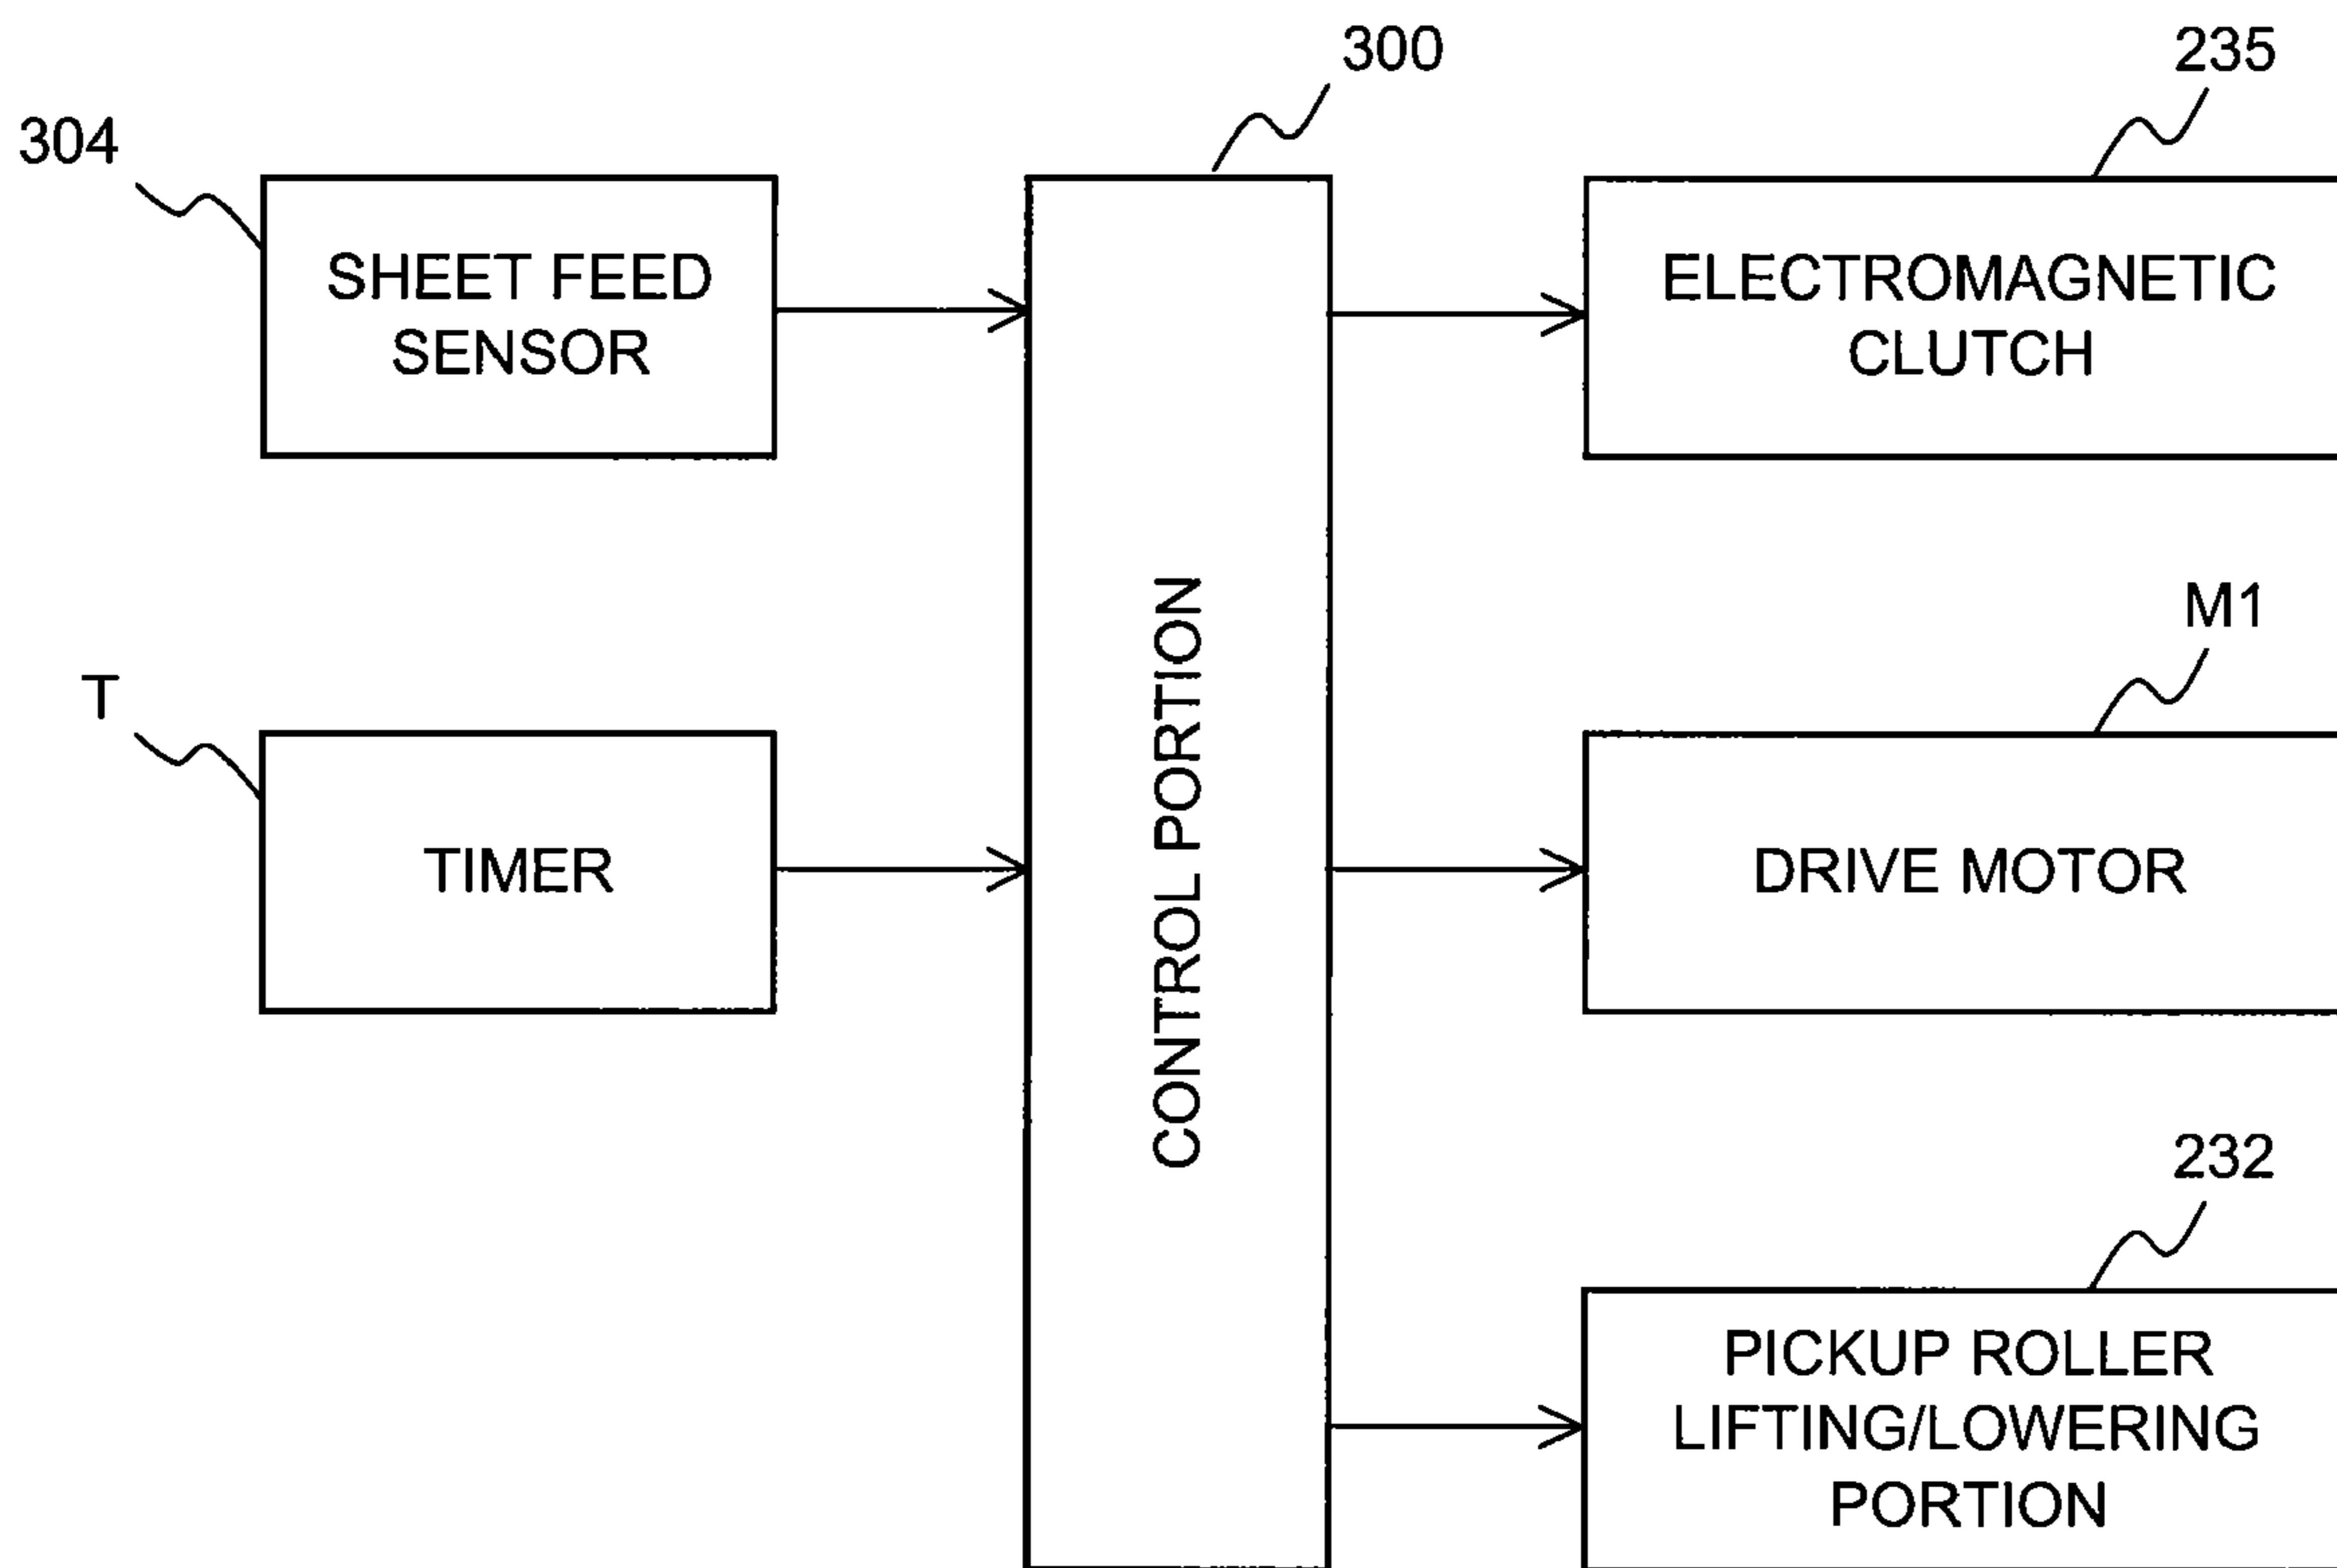 300
235
304
SHEET FEED
SENSOR
ELECTROMAGNETIC
CLUTCH
M1
T
TIMER
CONTROL PORTION
DRIVE MOTOR
232
PICKUP ROLLER
LIFTING/LOWERING
PORTION